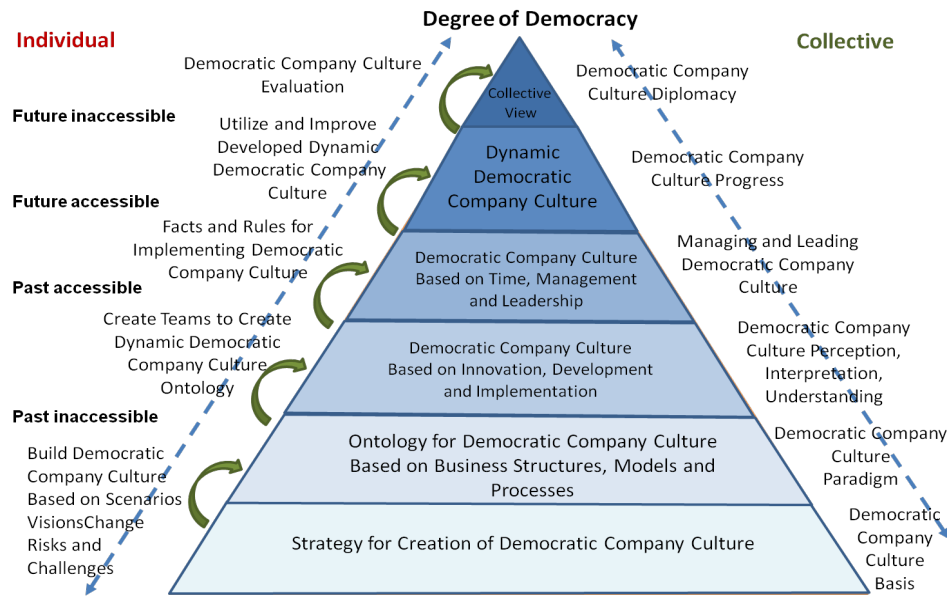 Degree of Democracy
Individual
Collective
Democratic Company Culture
Evaluation
Future inaccessible
Utilize and Improve
Developed Dynamic
Democratic Company
Culture
Future accessible
Facts and Rules for
Implementing Democratic
Company Culture
Past accessible
Create Teams to Create
Dynamic Democratic
Company Culture
Ontology
Past inaccessible
Build Democratic
Company Culture
Based on Scenarios
VisionsChange
Risks and
Challenges
Collective
View
Dynamic
Democratic
Company Culture
Democratic Company Culture
Based on Time, Management
and Leadership
Democratic Company Culture
Based on Innovation, Development
and Implementation
Ontology for Democratic Company Culture
Based on Business Structures, Models and
Processes
Strategy for Creation of Democratic Company Culture
Democratic Company
Culture Diplomacy
Democratic Company
Culture Progress
Managing and Leading
Democratic Company
Culture
Democratic Company
Culture Perception,
Interpretation,
Understanding
Democratic Company
Culture
Paradigm
Democratic
Company
Culture
Basis